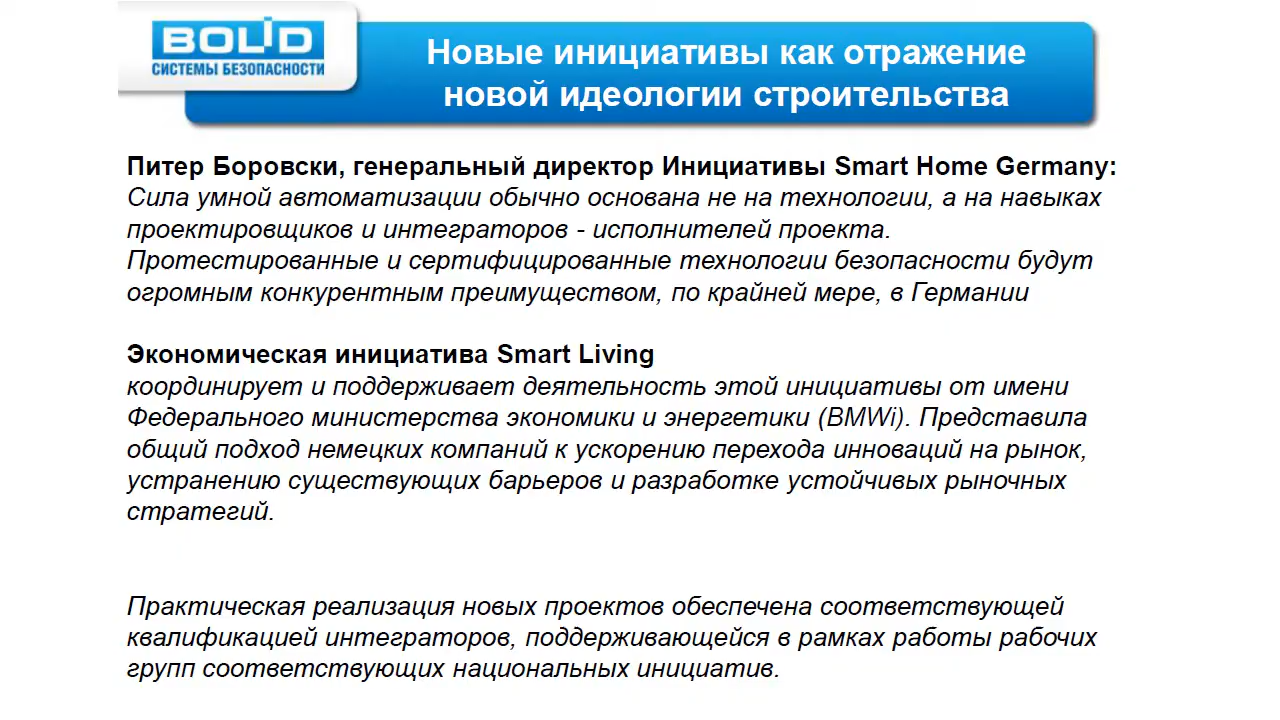 BOLID
СИСТЕМЫ БЕЗОПАСНОСТИ
Новые инициативы как отражение
новой идеологии строительства
Питер Боровски, генеральный директор Инициативы Smart Home Germany:
Сила умной автоматизации обычно основана не на технологии, а на навыках
проектировщиков и интеграторов - исполнителей проекта.
Протестированные и сертифицированные технологии безопасности будут
огромным конкурентным преимуществом, по крайней мере, в Германии
Экономическая инициатива Smart Living
координирует и поддерживает деятельность этой инициативы от имени
Федерального министерства экономики и энергетики (BMWi). Представила
общий подход немецких компаний к ускорению перехода инноваций на рынок,
устранению существующих барьеров и разработке устойчивых рыночных
стратегий.
Практическая реализация новых проектов обеспечена соответствующей
квалификацией интеграторов, поддерживающейся в рамках работы рабочих
групп соответствующих национальных инициатив.